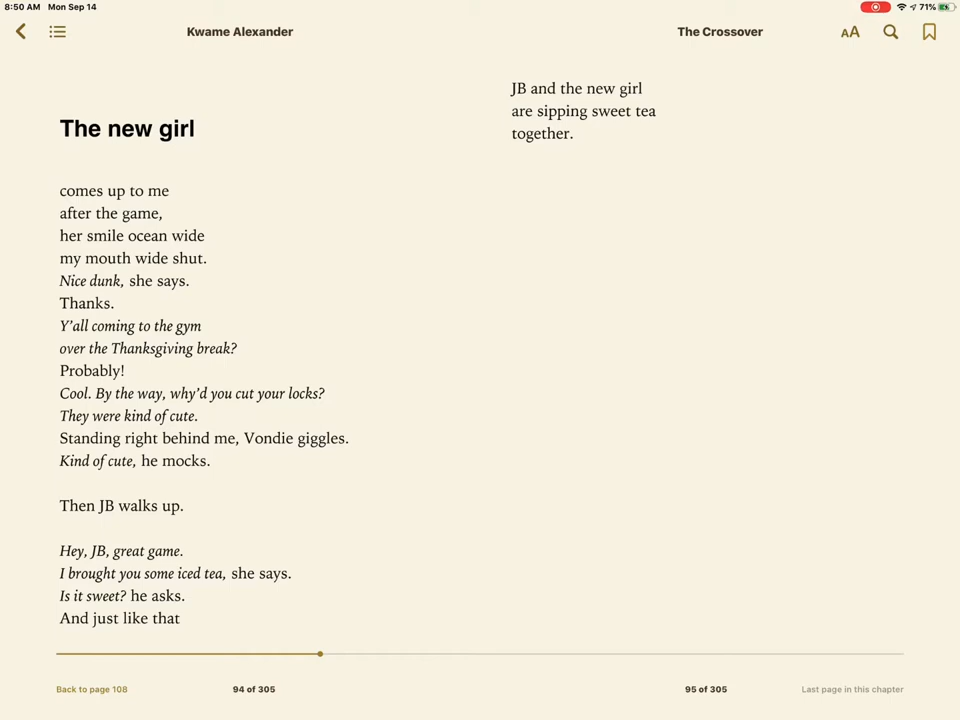 8:50 AM Mon Sep 14
71%
Kwame Alexander
The Crossover
AA
The new girl
comes up to me
after the game,
her smile ocean wide
my mouth wide shut.
Nice dunk, she says.
Thanks.
Y’all coming to the gym
over the Thanksgiving break?
Probably!
Cool. By the way, why’d you cut your locks?
They were kind of cute.
Standing right behind me, Vondie giggles.
Kind of cute, he mocks.
Then JB walks up.
Hey, JB, great game.
I brought you some iced tea, she says.
Is it sweet? he asks.
And just like that
JB and the new girl
are sipping sweet tea
together.
Back to page 108
94 of 305
95 of 305
Last page in this chapter